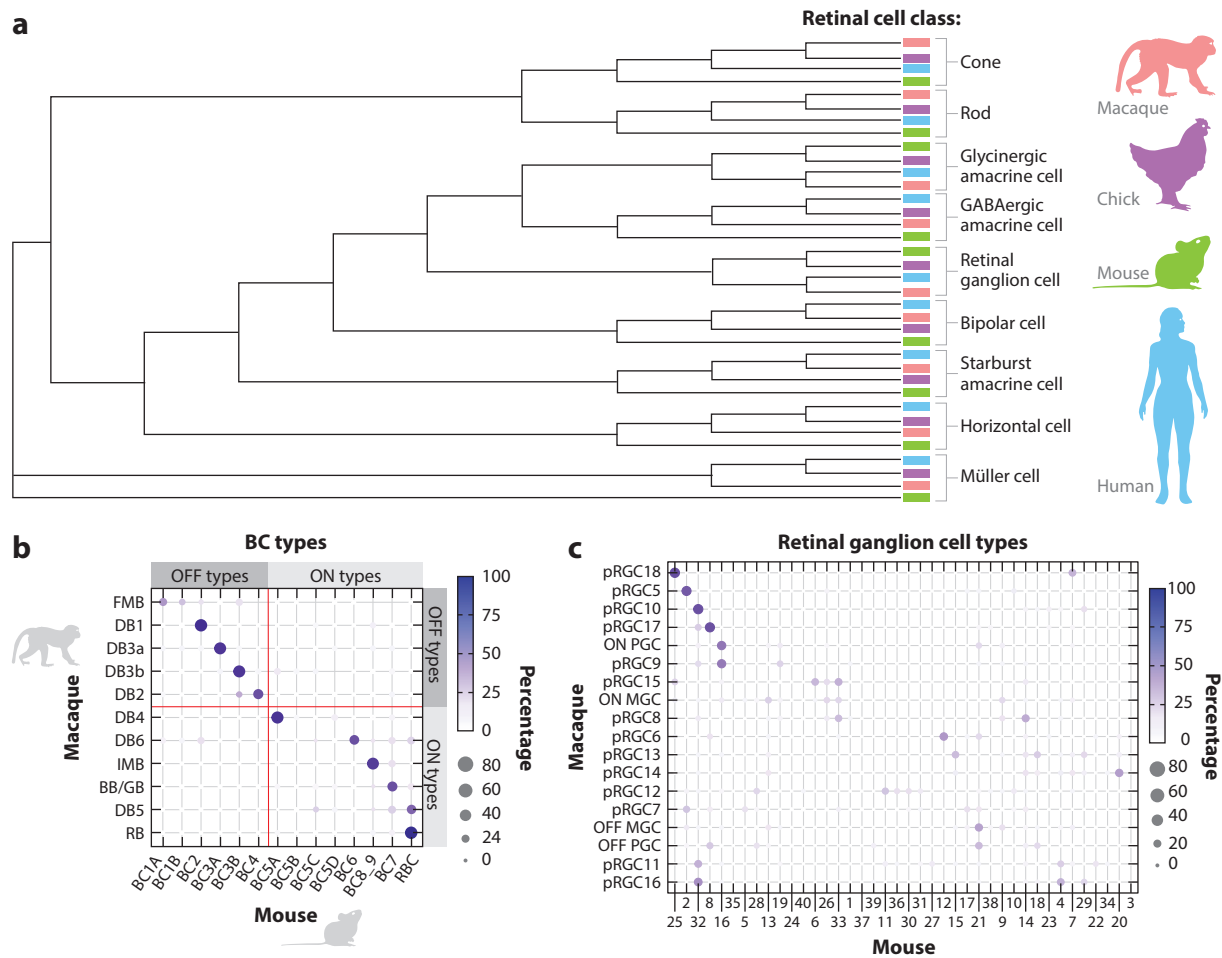 a
Retinal cell class:
Cone
Rod
Glycinergic
amacrine cell
GABAergic
amacrine cell
Retinal
ganglion cell
Bipolar cell
Starburst
amacrine cell
Horizontal cell
Müller cell
Macaque
Chick
Mouse
Human
b
BC types
OFF types
ON types
FMB
DB1
DB3a
DB3b
DB2
DB4
DB6
IMB
BB/GB
DB5
RB
Macaque
OFF types
ON types
BC1A
BC1B
BC2
BC3A
BC3B
BC4
BC5A
BC5B
BC5C
BC5D
BC6
BC8_9
BC7
RBC
Mouse
100
75
50
25
0
Percentage
80
60
40
24
0
c
Retinal ganglion cell types
pRGC18
pRGC5
pRGC10
pRGC17
ON PGC
pRGC9
pRGC15
ON MGC
pRGC8
pRGC6
pRGC13
pRGC14
pRGC12
pRGC7
OFF MGC
OFF PGC
pRGC11
pRGC16
Macaque
2 8 35 28 19 40 26 1 39 36 31 12 17 38 10 18 4 29 34 3
25 32 16 5 13 24 6 33 37 11 30 27 15 21 9 14 23 7 22 20
Mouse
100
75
50
25
0
Percentage
80
60
40
20
0